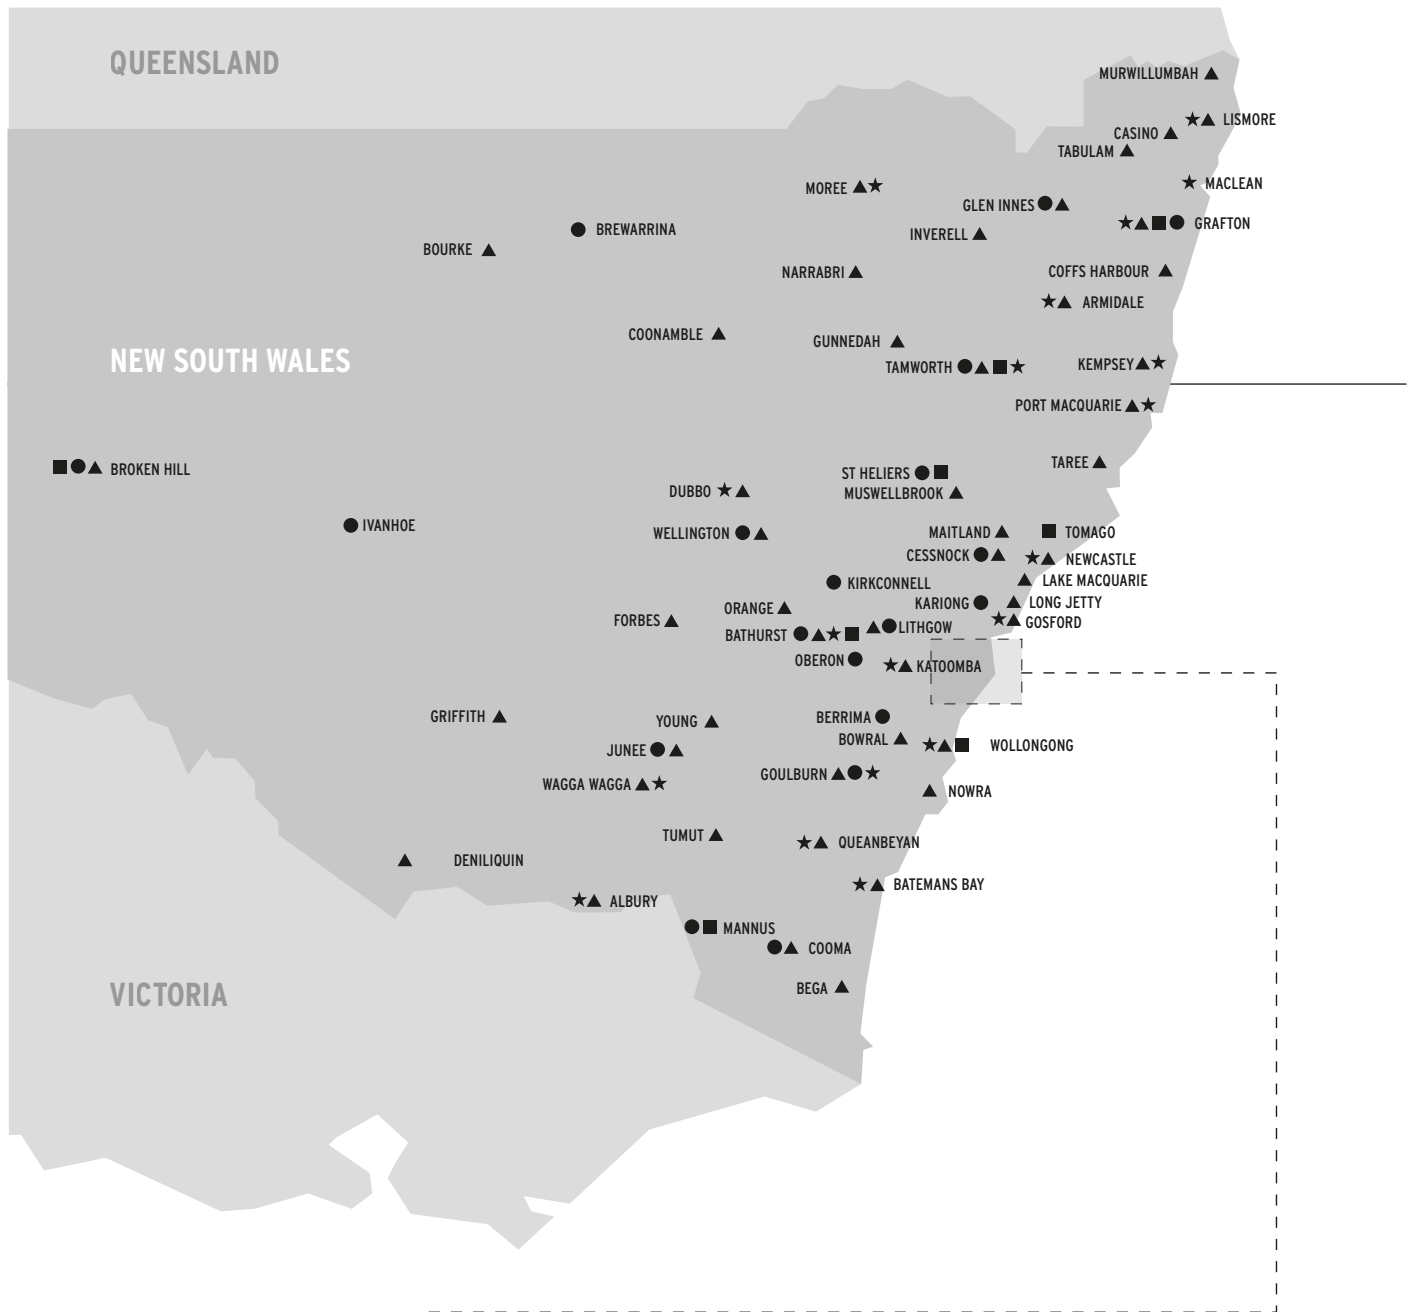 QUEENSLAND
MURWILLUMBAH
LISMORE
CASINO
TABULAM
MACLEAN
MOREE
GLEN INNES
GRAFTON
BREWARRINA
INVERELL
BOURKE
NARRABRI
COFFS HARBOUR
ARMIDALE
COONAMBLE
GUNNEDAH
NEW SOUTH WALES
TAMWORTH
KEMPSEY
PORT MACQUARIE
TAREE
BROKEN HILL
ST HELIERS
DUBBO
MUSWELLBROOK
IVANHOE
WELLINGTON
MAITLAND
TOMAGO
CESSNOCK
NEWCASTLE
KIRKCONNELL
LAKE MACQUARIE
KARIONG
LONG JETTY
ORANGE
FORBES
GOSFORD
BATHURST
LITHGOW
OBERON
KATOOMBA
GRIFFITH
YOUNG
BERRIMA
BOWRAL
WOLLONGONG
JUNEE
GOULBURN
WAGGA WAGGA
NOWRA
TUMUT
QUEANBEYAN
DENILIQUIN
BATEMANS BAY
ALBURY
MANNUS
COOMA
BEGA
VICTORIA